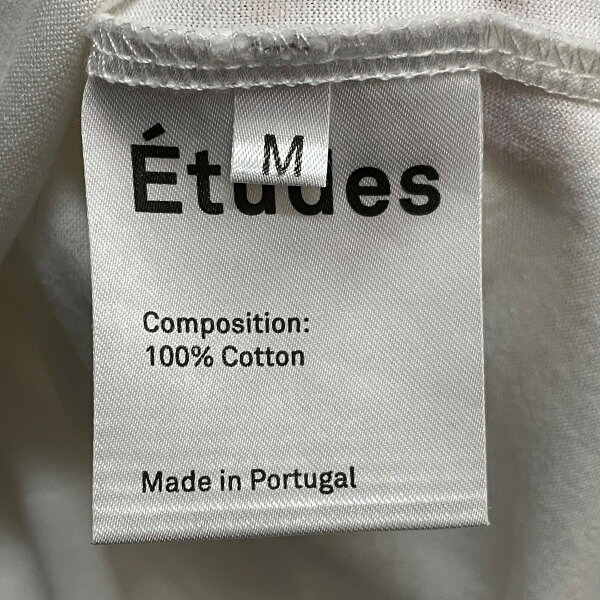 M
Études
Composition:
100% Cotton
Made in Portugal